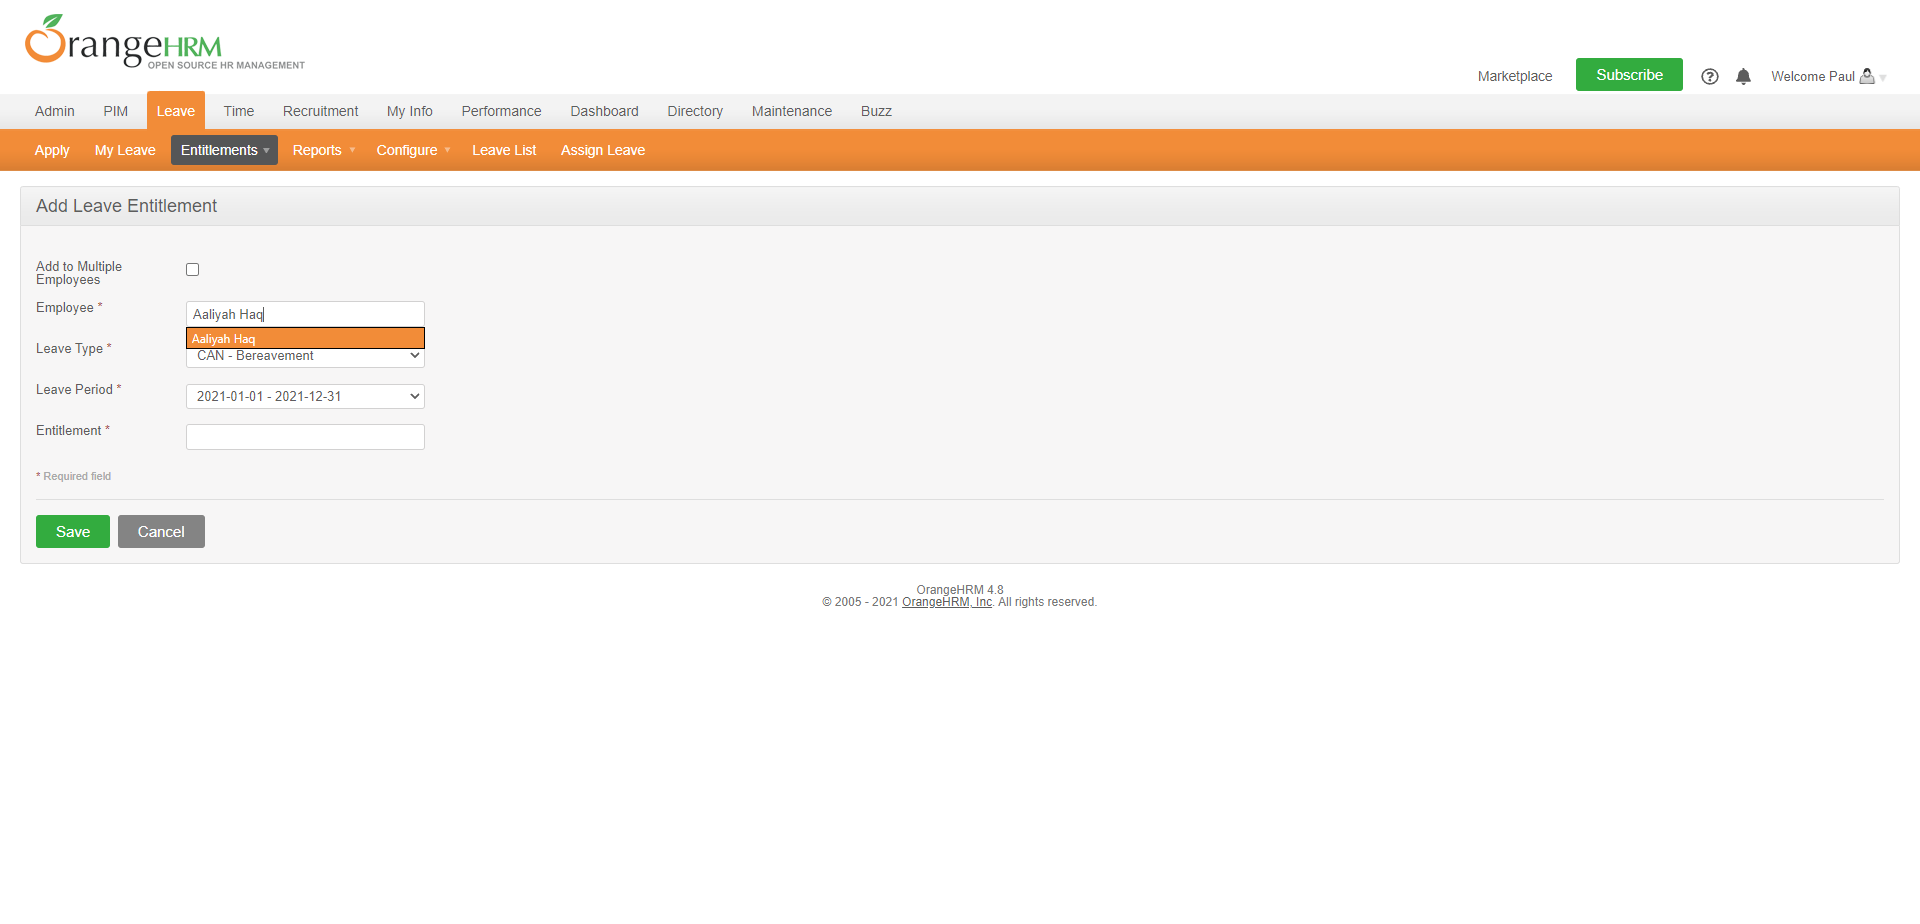 OrangeHRM
OPEN SOURCE HR MANAGEMENT
Marketplace
Subscribe
Welcome Paul
Admin PIM Leave Time Recruitment My Info Performance Dashboard Directory Maintenance Buzz
Apply My Leave Entitlements Reports Configure Leave List Assign Leave
Add Leave Entitlement
Add to Multiple
Employees
Employee *
Aaliyah Haq
Aaliyah Haq
Leave Type *
CAN - Bereavement
Leave Period *
2021-01-01 - 2021-12-31
Entitlement *
* Required field
Save Cancel
OrangeHRM 4.8
© 2005 - 2021 OrangeHRM, Inc. All rights reserved.